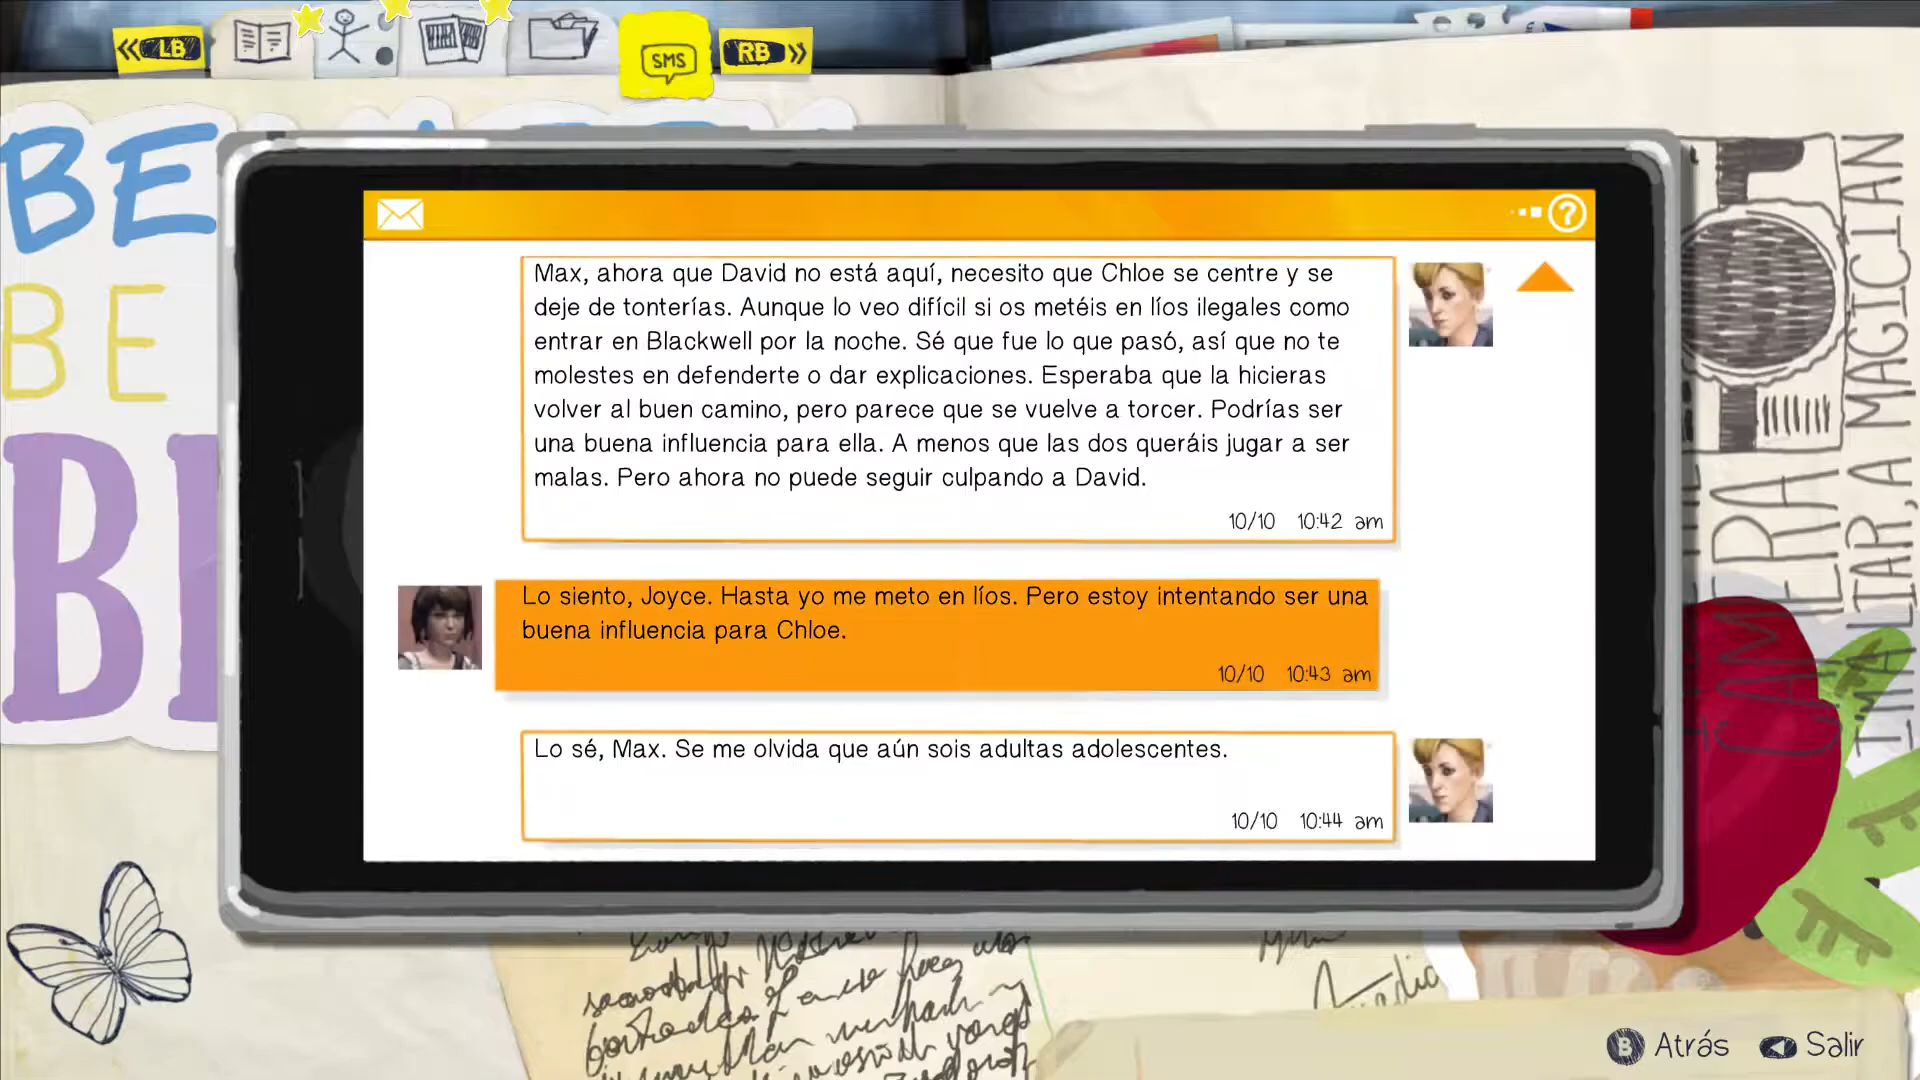 LB
SMS
RB
BE
BE
Max, ahora que David no está aquí, necesito que Chloe se centre y se
deje de tonterías. Aunque lo veo difícil si os metéis en líos ilegales como
entrar en Blackwell por la noche. Sé que fue lo que pasó, así que no te
molestes en defenderte o dar explicaciones. Esperaba que la hicieras
volver al buen camino, pero parece que se vuelve a torcer. Podrías ser
una buena influencia para ella. A menos que las dos queráis jugar a ser
malas. Pero ahora no puede seguir culpando a David.
10/10 10:42 am
Lo siento, Joyce. Hasta yo me meto en líos. Pero estoy intentando ser una
buena influencia para Chloe.
10/10 10:43 am
Lo sé, Max. Se me olvida que aún sois adultas adolescentes.
10/10 10:44 am
CAMERA
A MAGICIAN
B Atrás
Salir